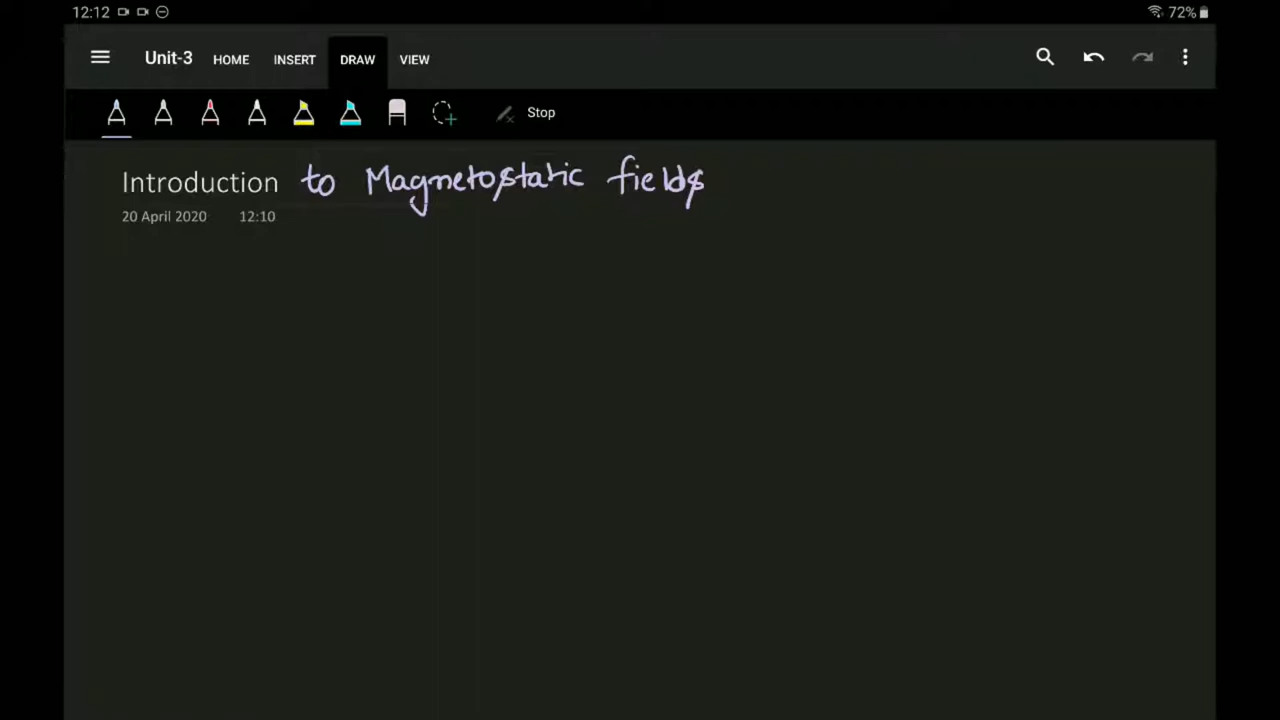 12:12 72%
Unit-3 HOME INSERT DRAW VIEW
Stop
Introduction to Magnetostatic fields
20 April 2020 12:10